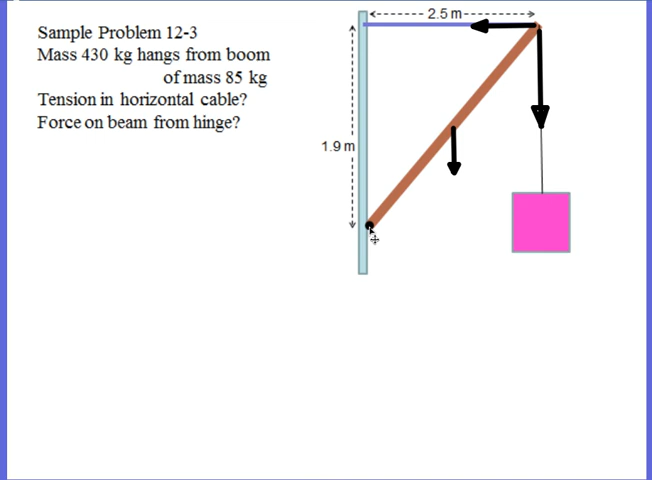 Sample Problem 12-3
Mass 430 kg hangs from boom
of mass 85 kg
Tension in horizontal cable?
Force on beam from hinge?
2.5 m
1.9 m